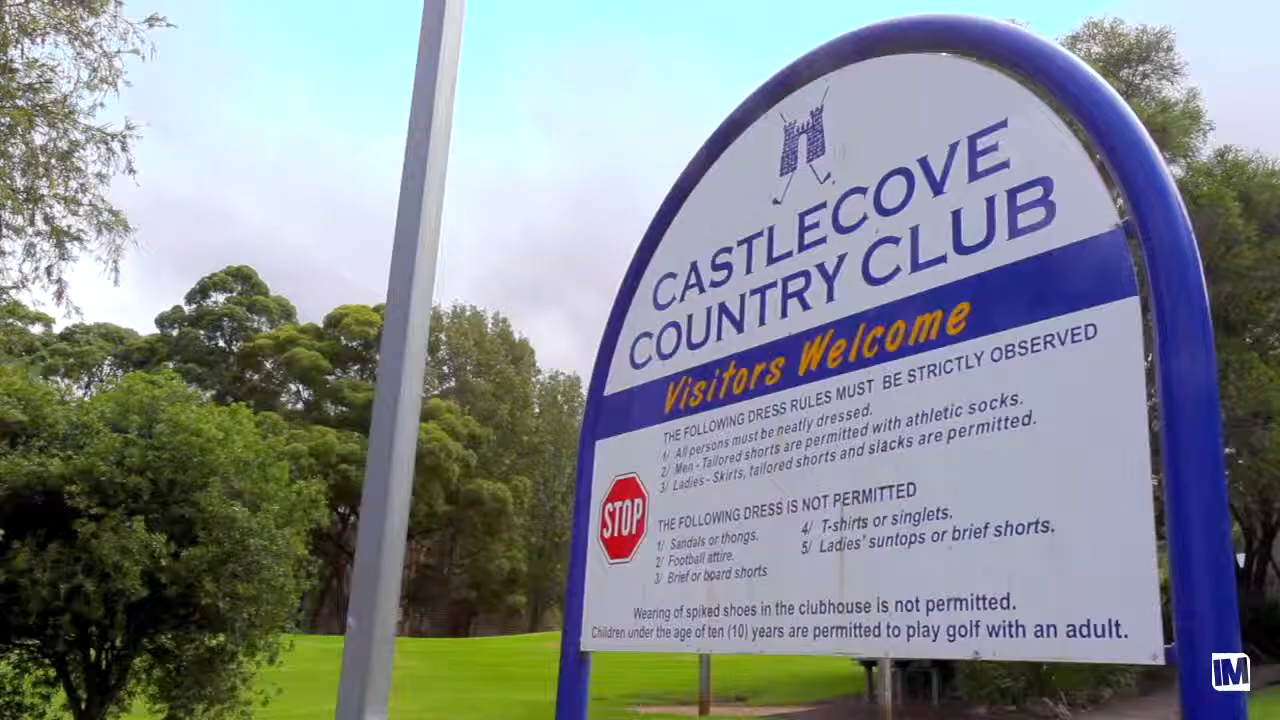 CASTLECOVE
COUNTRY CLUB
Visitors Welcome
THE FOLLOWING DRESS RULES MUST BE STRICTLY OBSERVED
1/ All persons must be neatly dressed.
2/ Men - Tailored shorts are permitted with athletic socks.
3/ Ladies - Skirts, tailored shorts and slacks are permitted.
STOP
THE FOLLOWING DRESS IS NOT PERMITTED
1/ Sandals or thongs.
2/ Football attire.
3/ Brief or board shorts
4/ T-shirts or singlets.
5/ Ladies' suntops or brief shorts.
Wearing of spiked shoes in the clubhouse is not permitted.
Children under the age of ten (10) years are permitted to play golf with an adult.
IM